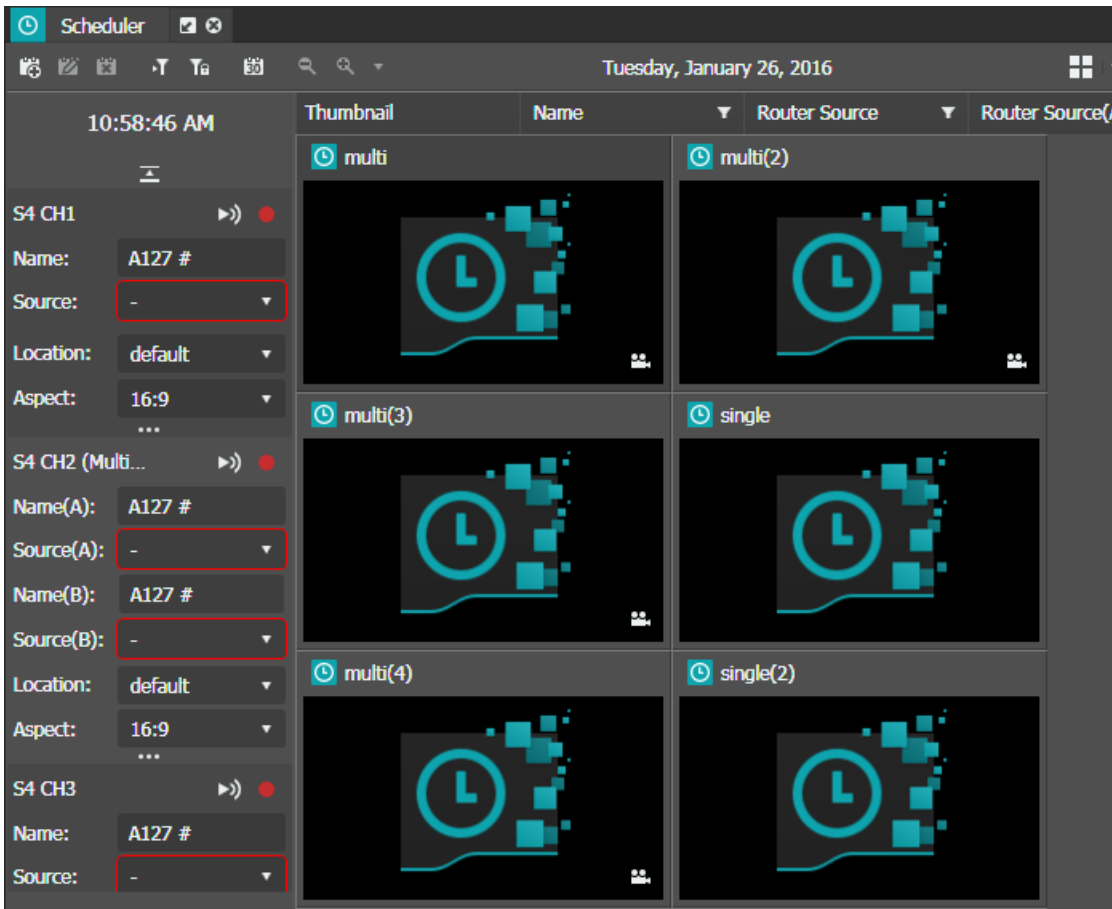 Scheduler
30
Tuesday, January 26, 2016
10:58:46 AM
Thumbnail
Name
Router Source
Router Source(
S4 CH1
Name:
A127 #
Source:
-
Location:
default
Aspect:
16:9
...
S4 CH2 (Multi...
Name(A):
A127 #
Source(A):
-
Name(B):
A127 #
Source(B):
-
Location:
default
Aspect:
16:9
...
S4 CH3
Name:
A127 #
Source:
-
multi
multi(2)
multi(3)
single
multi(4)
single(2)